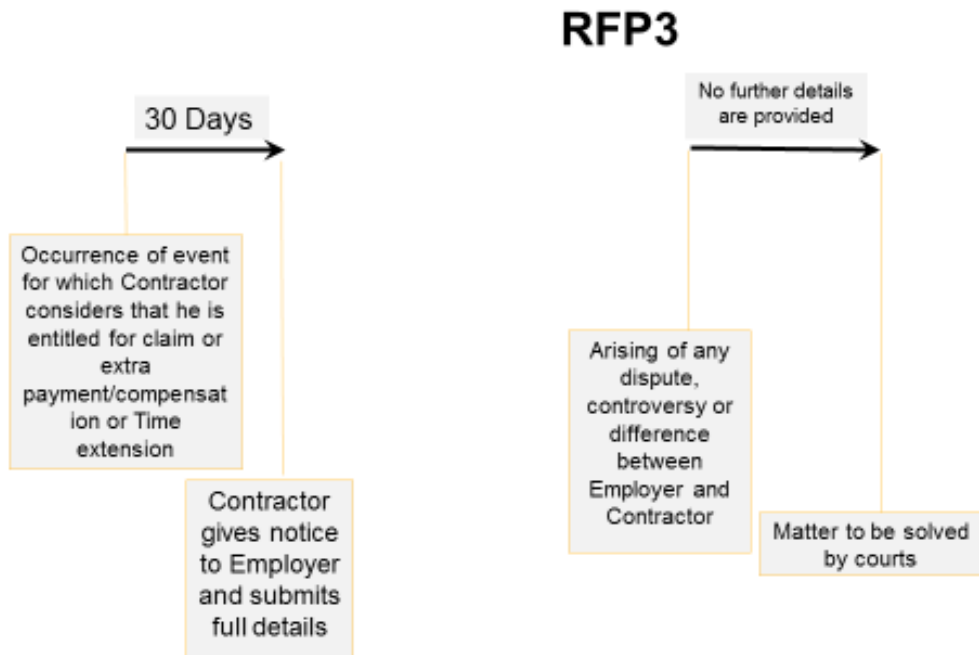 RFP3
30 Days
Occurrence of event
for which Contractor
considers that he is
entitled for claim or
extra
payment/compensat
ion or Time
extension
Contractor
gives notice
to Employer
and submits
full details
No further details
are provided
Arising of any
dispute,
controversy or
difference
between
Employer and
Contractor
Matter to be solved
by courts